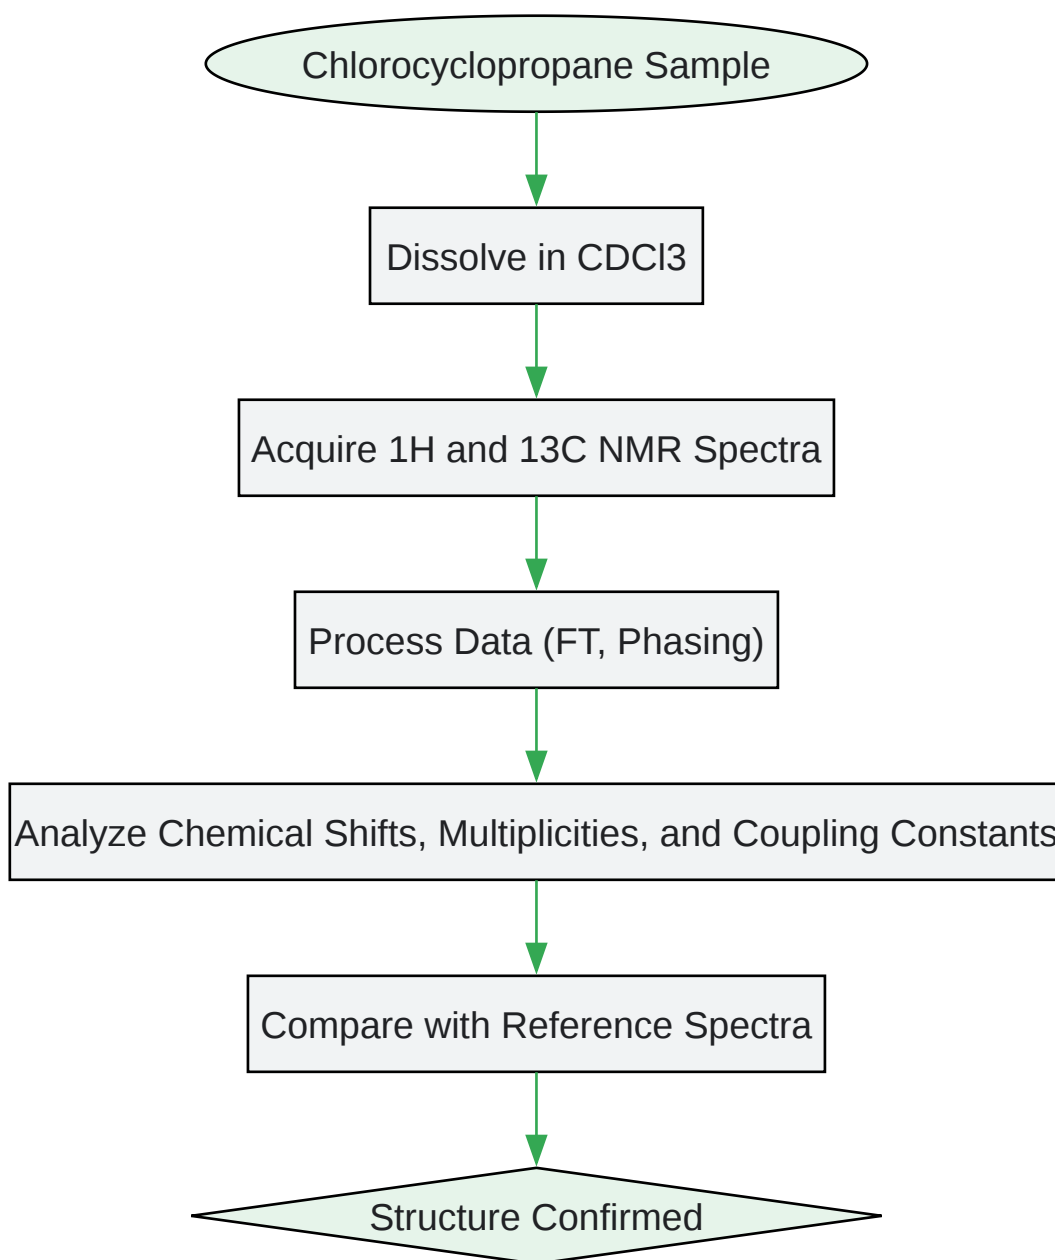 Chlorocyclopropane Sample
Dissolve in CDCl3
Acquire 1H and 13C NMR Spectra
Process Data (FT, Phasing)
Analyze Chemical Shifts, Multiplicities, and Coupling Constants
Compare with Reference Spectra
Structure Confirmed